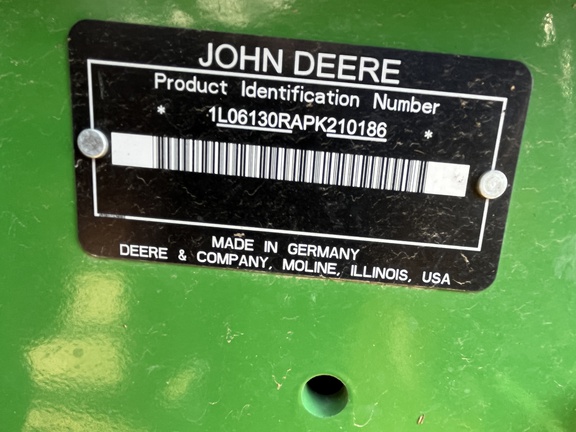 JOHN DEERE
Product Identification Number
* 1L06130RAPK210186 *
MADE IN GERMANY
DEERE & COMPANY, MOLINE, ILLINOIS, USA